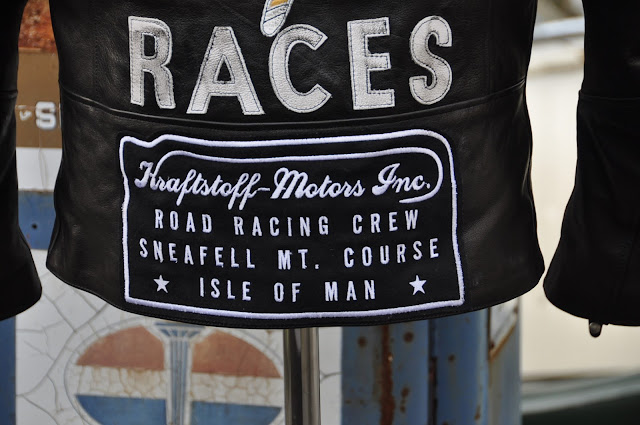 RACES
Kraftstoff-Motors Inc.
ROAD RACING CREW
SNEAFELL MT. COURSE
ISLE OF MAN